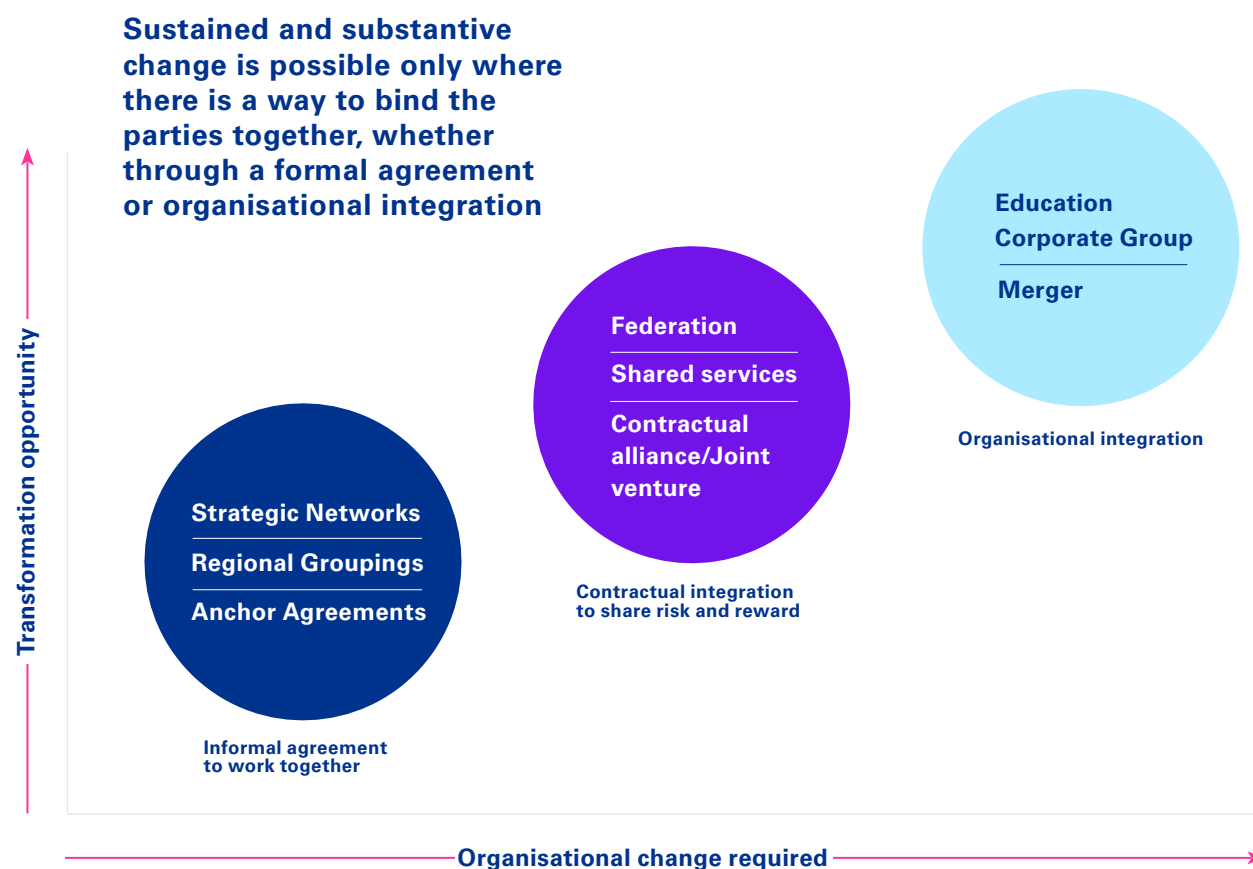 Sustained and substantive
change is possible only where
there is a way to bind the
parties together, whether
through a formal agreement
or organisational integration
Education
Corporate Group
Merger
Organisational integration
Federation
Shared services
Contractual
alliance/Joint
venture
Contractual integration
to share risk and reward
Strategic Networks
Regional Groupings
Anchor Agreements
Informal agreement
to work together
Transformation opportunity
Organisational change required